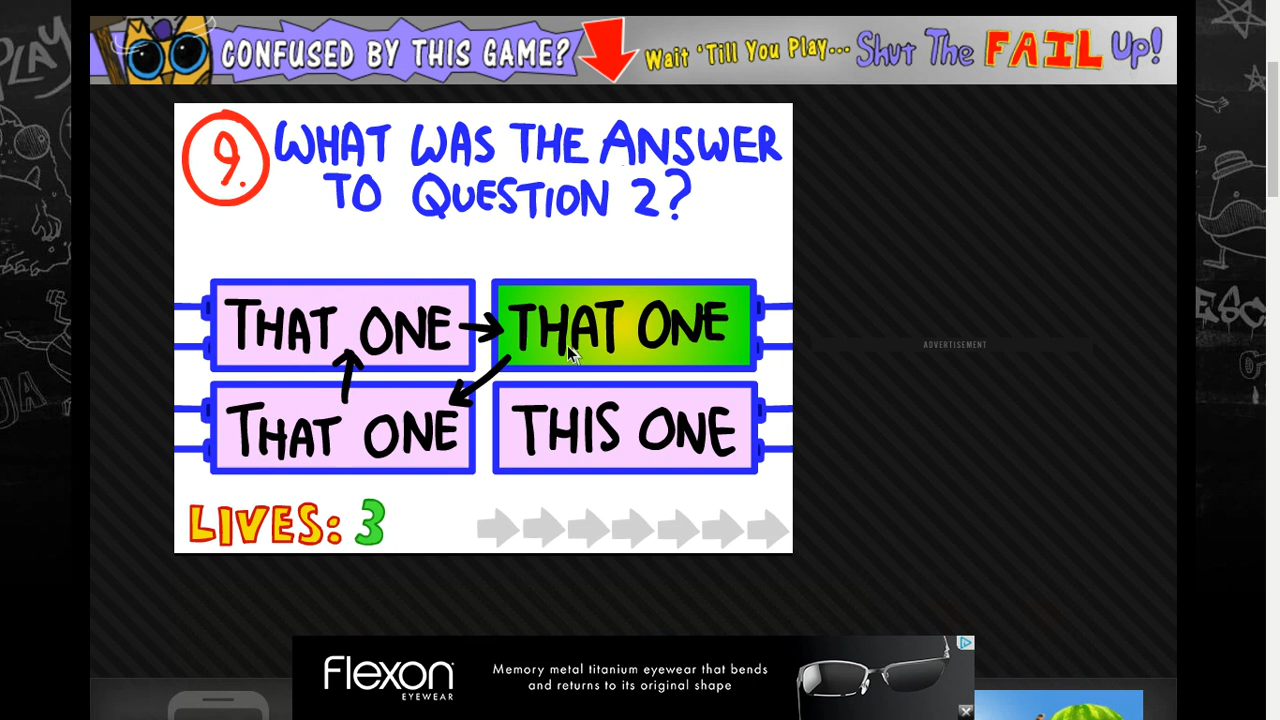 CONFUSED BY THIS GAME? Wait 'Till You Play... Shut The FAIL Up!
9. WHAT WAS THE ANSWER
TO QUESTION 2?
THAT ONE THAT ONE
THAT ONE THIS ONE
LIVES: 3
ADVERTISEMENT
Flexon
EYEWEAR
Memory metal titanium eyewear that bends
and returns to its original shape